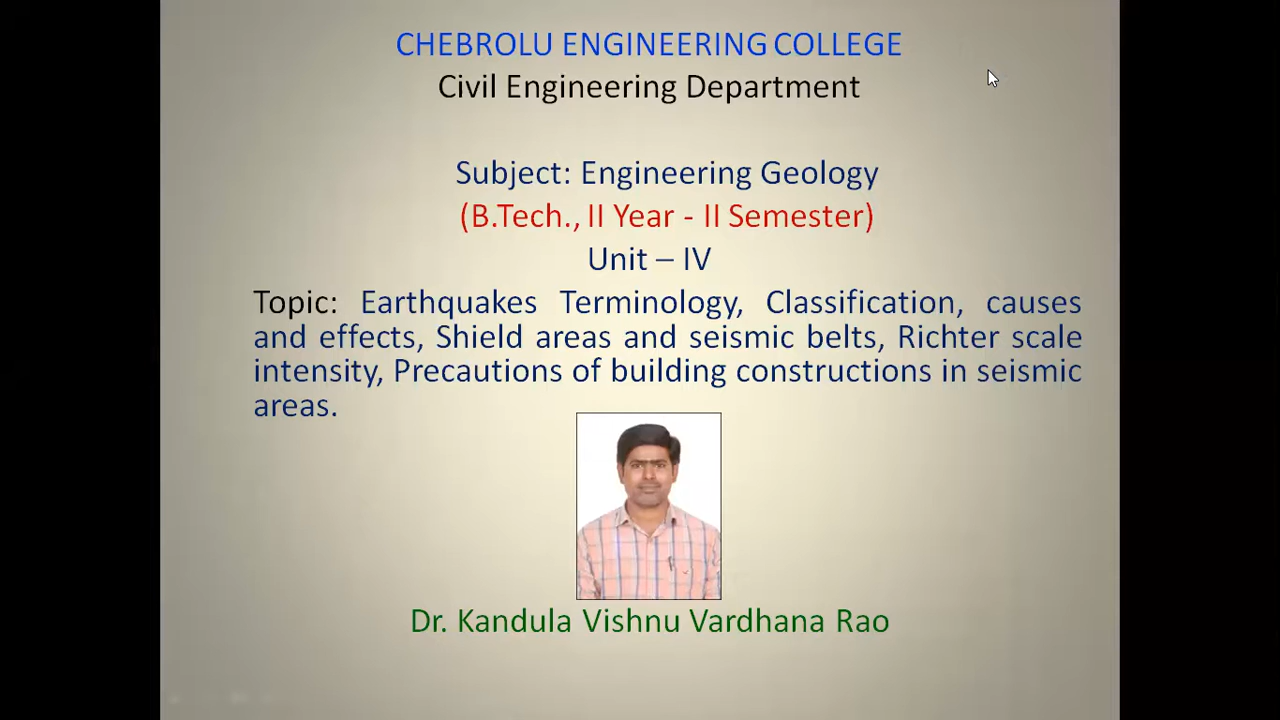 CHEBROLU ENGINEERING COLLEGE
Civil Engineering Department
Subject: Engineering Geology
(B.Tech., II Year - II Semester)
Unit – IV
Topic: Earthquakes Terminology, Classification, causes
and effects, Shield areas and seismic belts, Richter scale
intensity, Precautions of building constructions in seismic
areas.
Dr. Kandula Vishnu Vardhana Rao